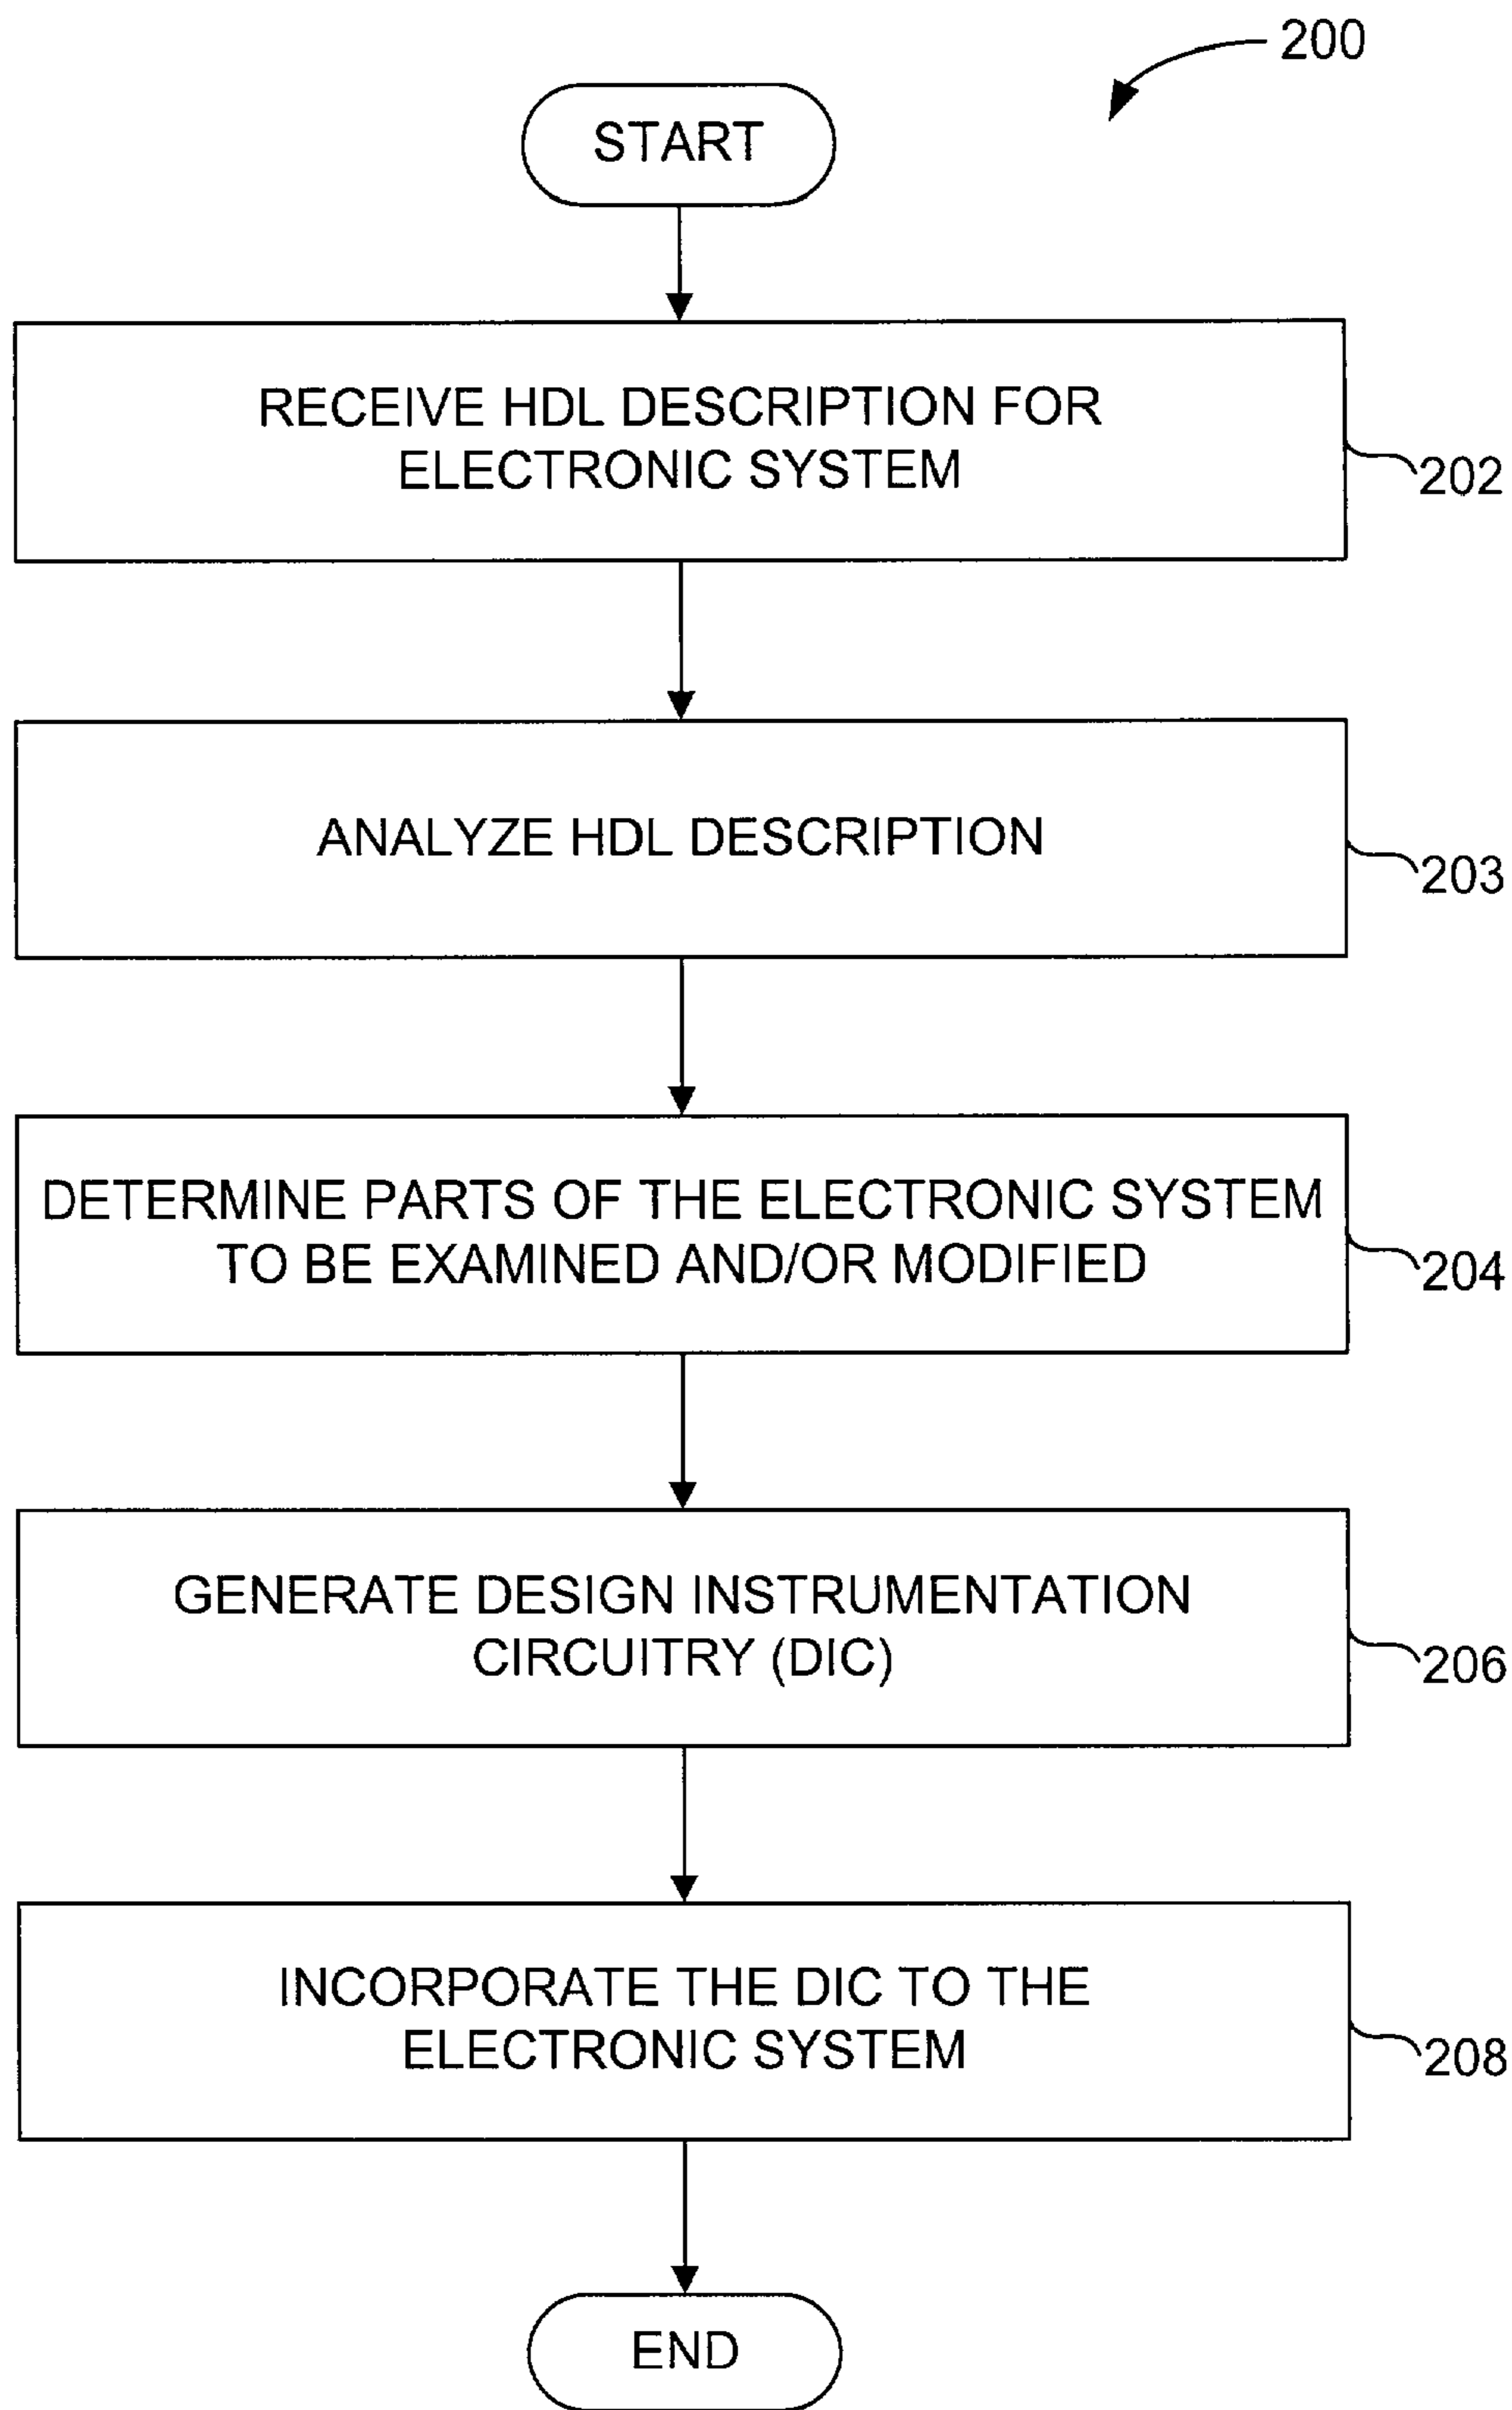 200
START
RECEIVE HDL DESCRIPTION FOR
ELECTRONIC SYSTEM
202
ANALYZE HDL DESCRIPTION
203
DETERMINE PARTS OF THE ELECTRONIC SYSTEM
TO BE EXAMINED AND/OR MODIFIED
204
GENERATE DESIGN INSTRUMENTATION
CIRCUITRY (DIC)
206
INCORPORATE THE DIC TO THE
ELECTRONIC SYSTEM
208
END